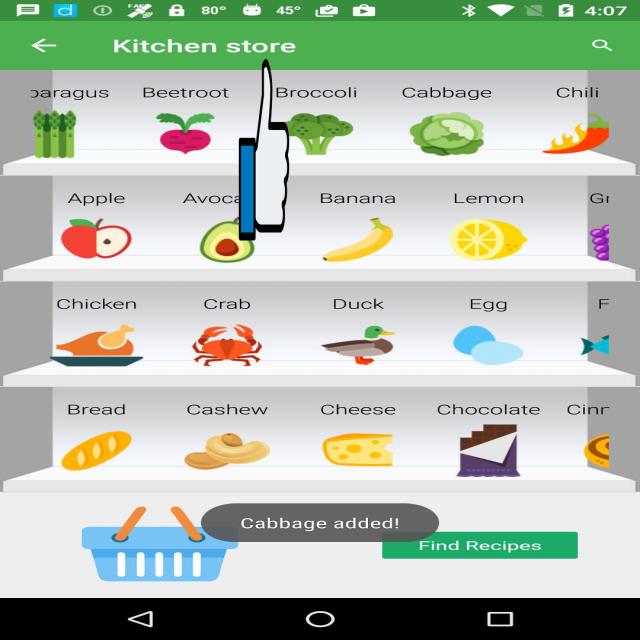 80° 45° 4:07
Kitchen store
paragus Beetroot Broccoli Cabbage Chili
Apple Avoca Banana Lemon Gr
Chicken Crab Duck Egg F
Bread Cashew Cheese Chocolate Cinn
Cabbage added!
Find Recipes